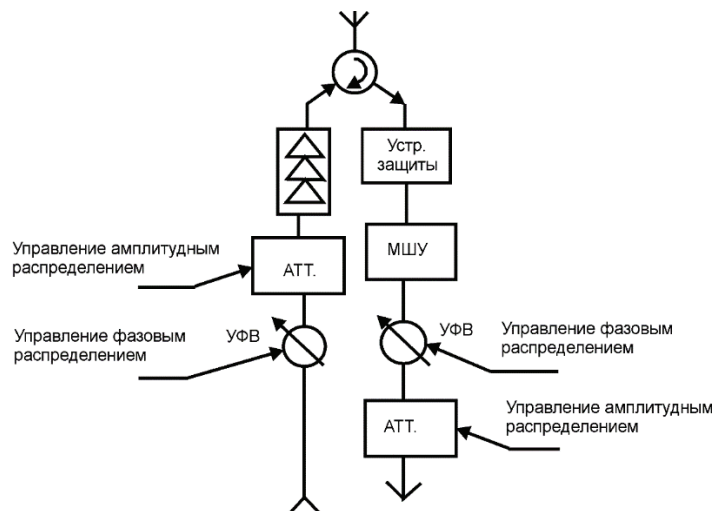 Устр.
защиты
Управление амплитудным
распределением
АТТ.
МШУ
Управление фазовым
распределением
УФВ
УФВ
Управление фазовым
распределением
АТТ.
Управление амплитудным
распределением